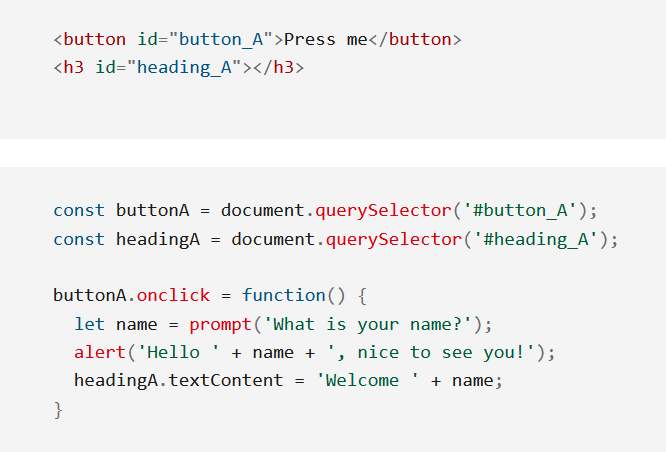 <button id="button_A">Press me</button>
<h3 id="heading_A"></h3>
const buttonA = document.querySelector('#button_A');
const headingA = document.querySelector('#heading_A');
buttonA.onclick = function() {
let name = prompt('What is your name?');
alert('Hello ' + name + ', nice to see you!');
headingA.textContent = 'Welcome ' + name;
}